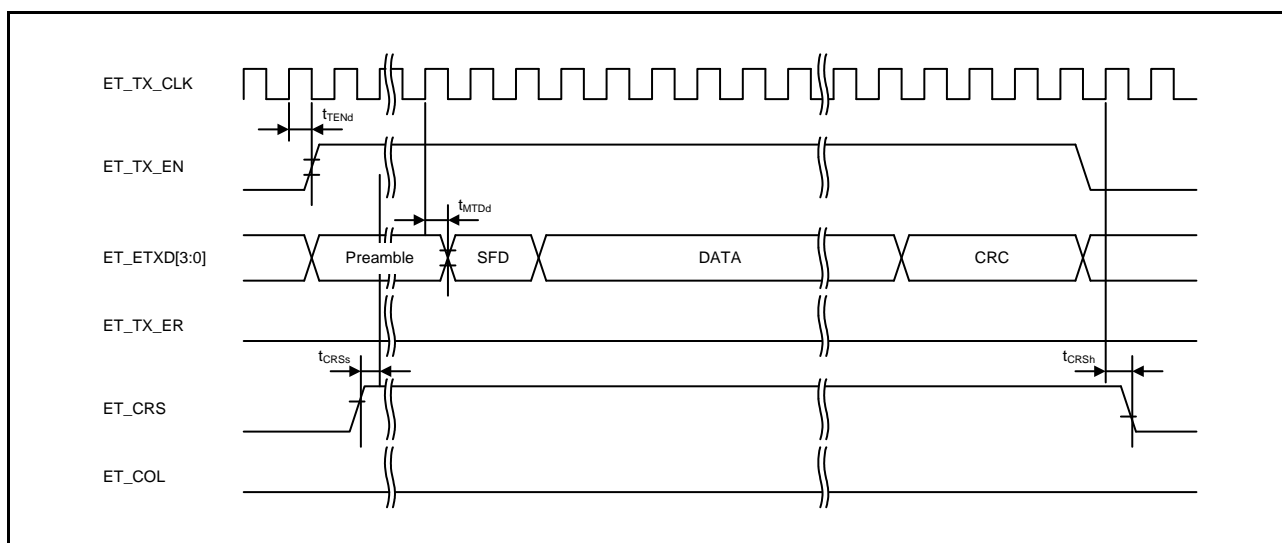 ET_TX_CLK
tTENd
ET_TX_EN
tMTDd
ET_ETXD[3:0] Preamble SFD DATA CRC
ET_TX_ER
tCRSs tCRSh
ET_CRS
ET_COL